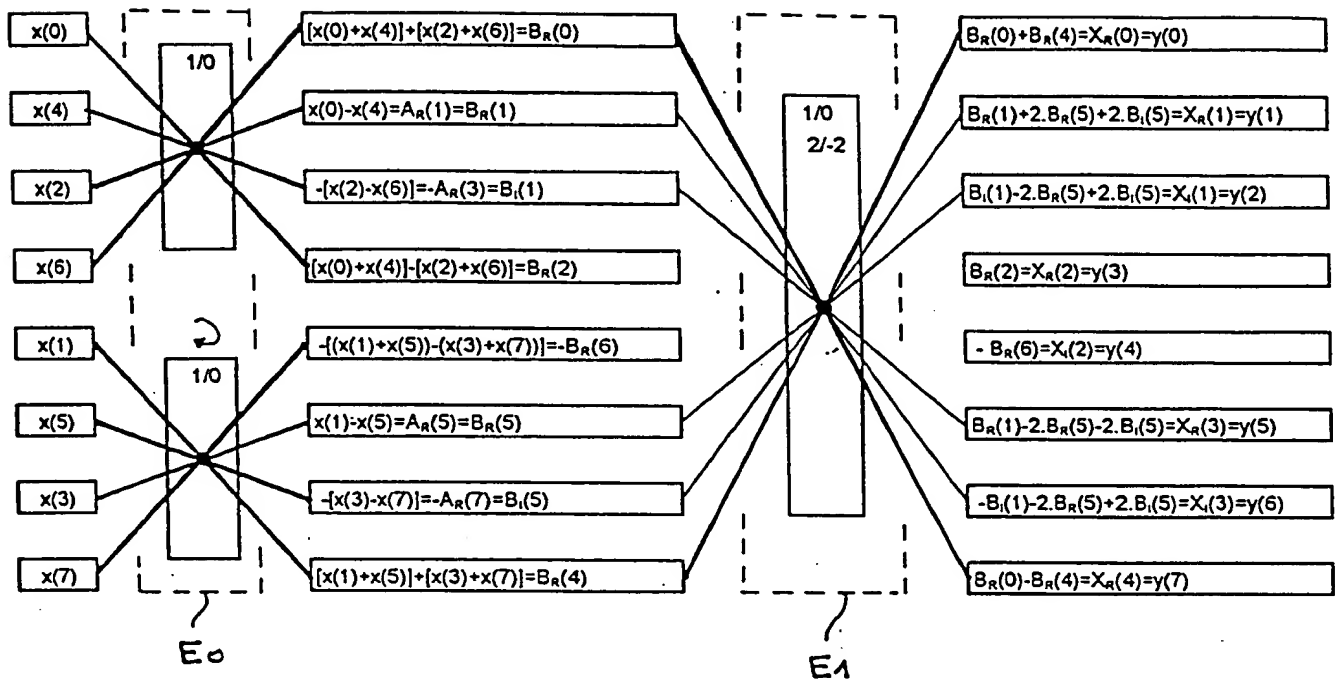 x(0)
x(4)
x(2)
x(6)
x(1)
x(5)
x(3)
x(7)
1/0
1/0
E0
[x(0)+x(4)]+[x(2)+x(6)]=B_R(0)
x(0)-x(4)=A_R(1)=B_R(1)
-[x(2)-x(6)]=-A_R(3)=B_I(1)
[x(0)+x(4)]-[x(2)+x(6)]=B_R(2)
-[(x(1)+x(5))-(x(3)+x(7))]=-B_R(6)
x(1)-x(5)=A_R(5)=B_R(5)
-[x(3)-x(7)]=-A_R(7)=B_I(5)
[x(1)+x(5)]+[x(3)+x(7)]=B_R(4)
1/0
2/-2
E1
B_R(0)+B_R(4)=X_R(0)=y(0)
B_R(1)+2.B_R(5)+2.B_I(5)=X_R(1)=y(1)
B_I(1)-2.B_R(5)+2.B_I(5)=X_I(1)=y(2)
B_R(2)=X_R(2)=y(3)
- B_R(6)=X_I(2)=y(4)
B_R(1)-2.B_R(5)-2.B_I(5)=X_R(3)=y(5)
-B_I(1)-2.B_R(5)+2.B_I(5)=X_I(3)=y(6)
B_R(0)-B_R(4)=X_R(4)=y(7)